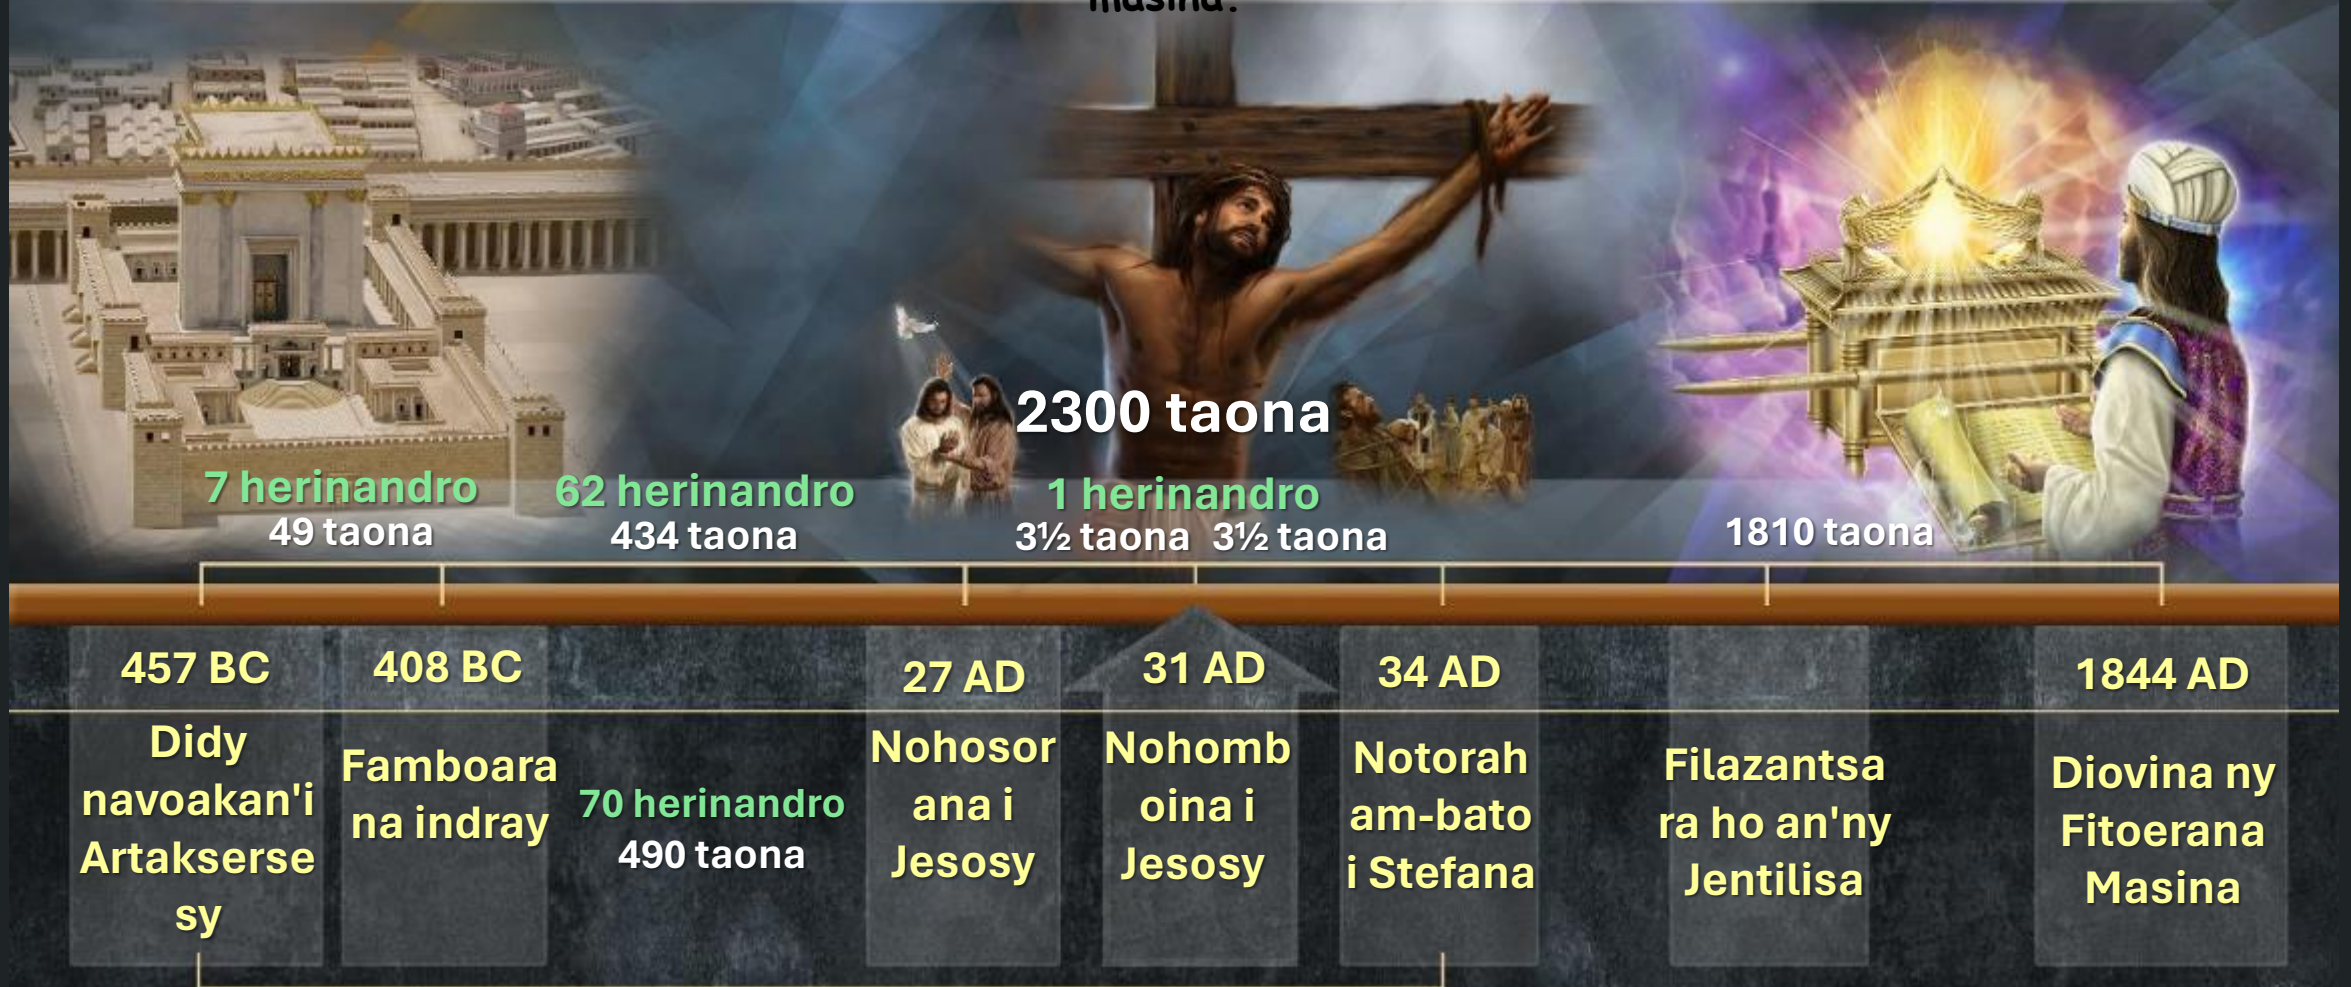 masina.
2300 taona
7 herinandro
49 taona
62 herinandro
434 taona
1 herinandro
3½ taona 3½ taona
1810 taona
457 BC
Didy
navoakan'i
Artakserse
sy
408 BC
Famboara
na indray
70 herinandro
490 taona
27 AD
Nohosor
ana i
Jesosy
31 AD
Nohomb
oina i
Jesosy
34 AD
Notorah
am-bato
i Stefana
Filazantsa
ra ho an'ny
Jentilisa
1844 AD
Diovina ny
Fitoerana
Masina